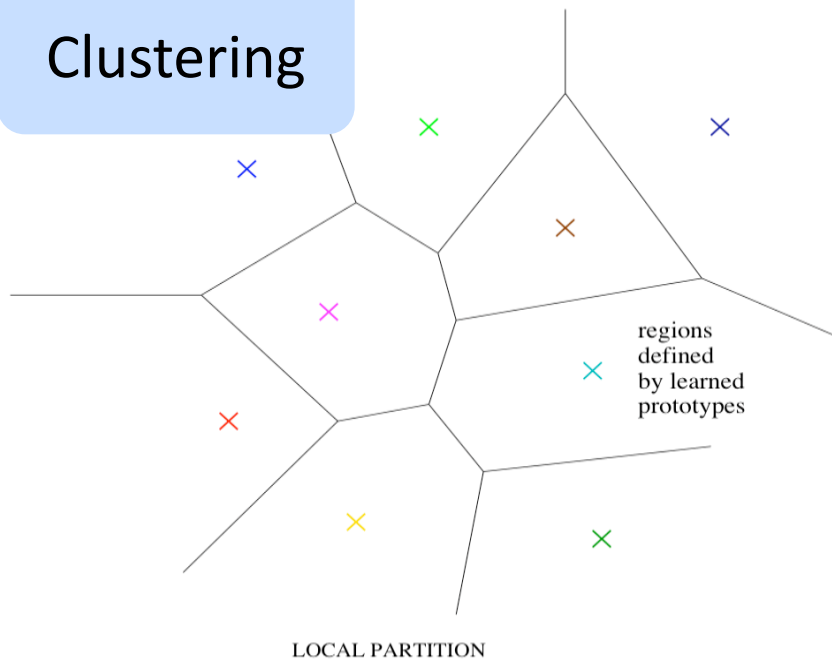 Clustering
regions
defined
by learned
prototypes
LOCAL PARTITION